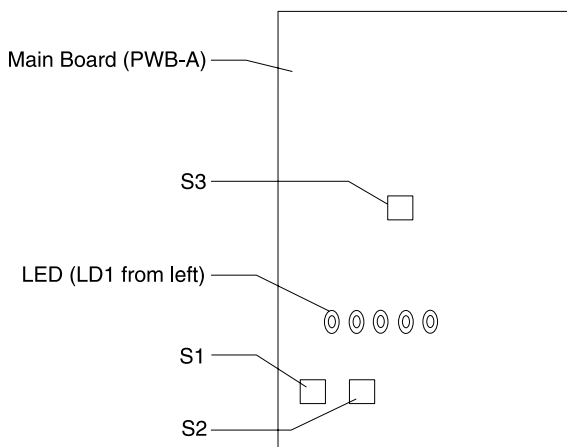 Main Board (PWB-A)
S3
LED (LD1 from left)
S1
S2